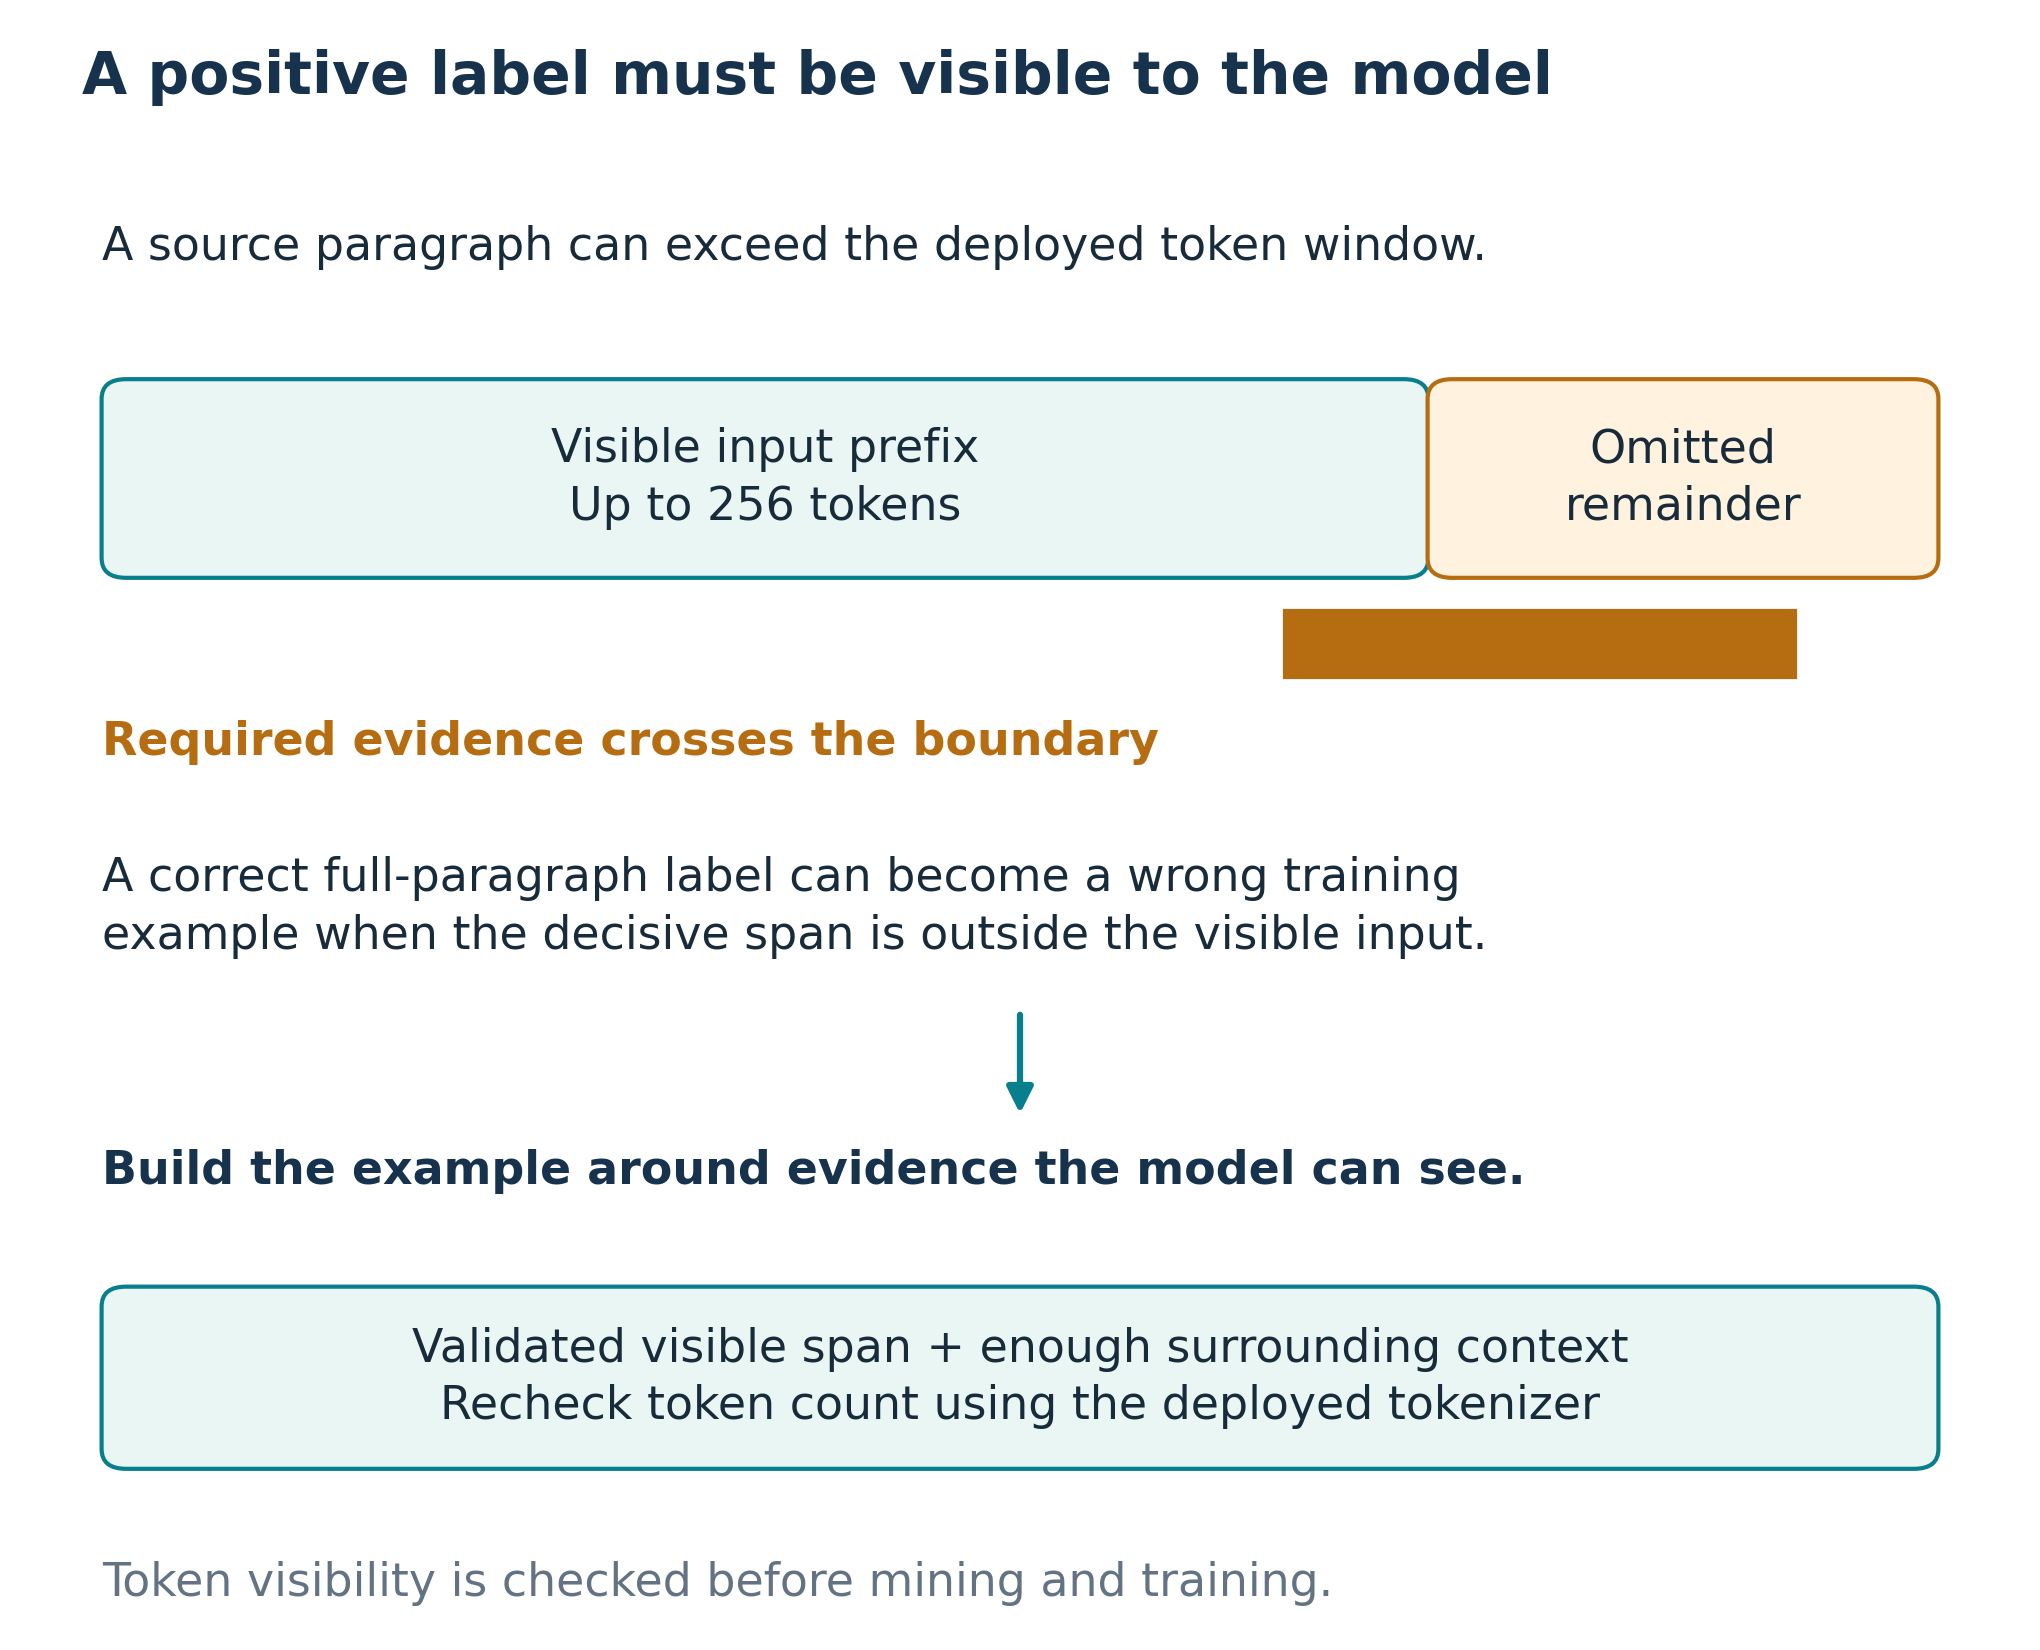 A positive label must be visible to the model
A source paragraph can exceed the deployed token window.
Visible input prefix
Up to 256 tokens
Omitted
remainder
Required evidence crosses the boundary
A correct full-paragraph label can become a wrong training
example when the decisive span is outside the visible input.
Build the example around evidence the model can see.
Validated visible span + enough surrounding context
Recheck token count using the deployed tokenizer
Token visibility is checked before mining and training.